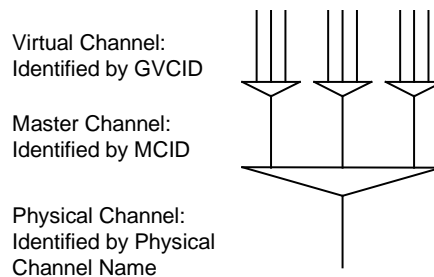 Virtual Channel:
Identified by GVCID
Master Channel:
Identified by MCID
Physical Channel:
Identified by Physical
Channel Name